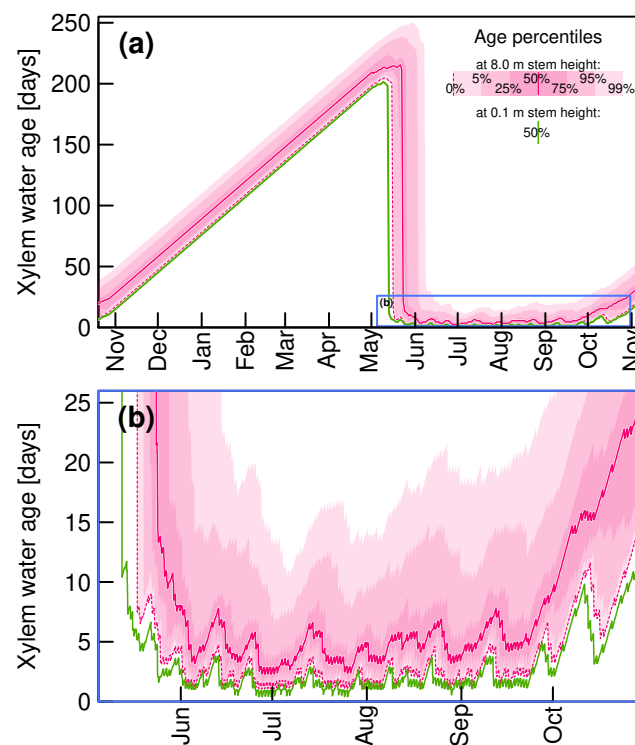 (a)
Xylem water age [days]
250
200
150
100
50
0
Age percentiles
at 8.0 m stem height:
5% 50% 95%
0% 25% 75% 99%
at 0.1 m stem height:
50%
(b)
Nov Dec Jan Feb Mar Apr May Jun Jul Aug Sep Oct Nov
(b)
Xylem water age [days]
25
20
15
10
5
0
Jun Jul Aug Sep Oct